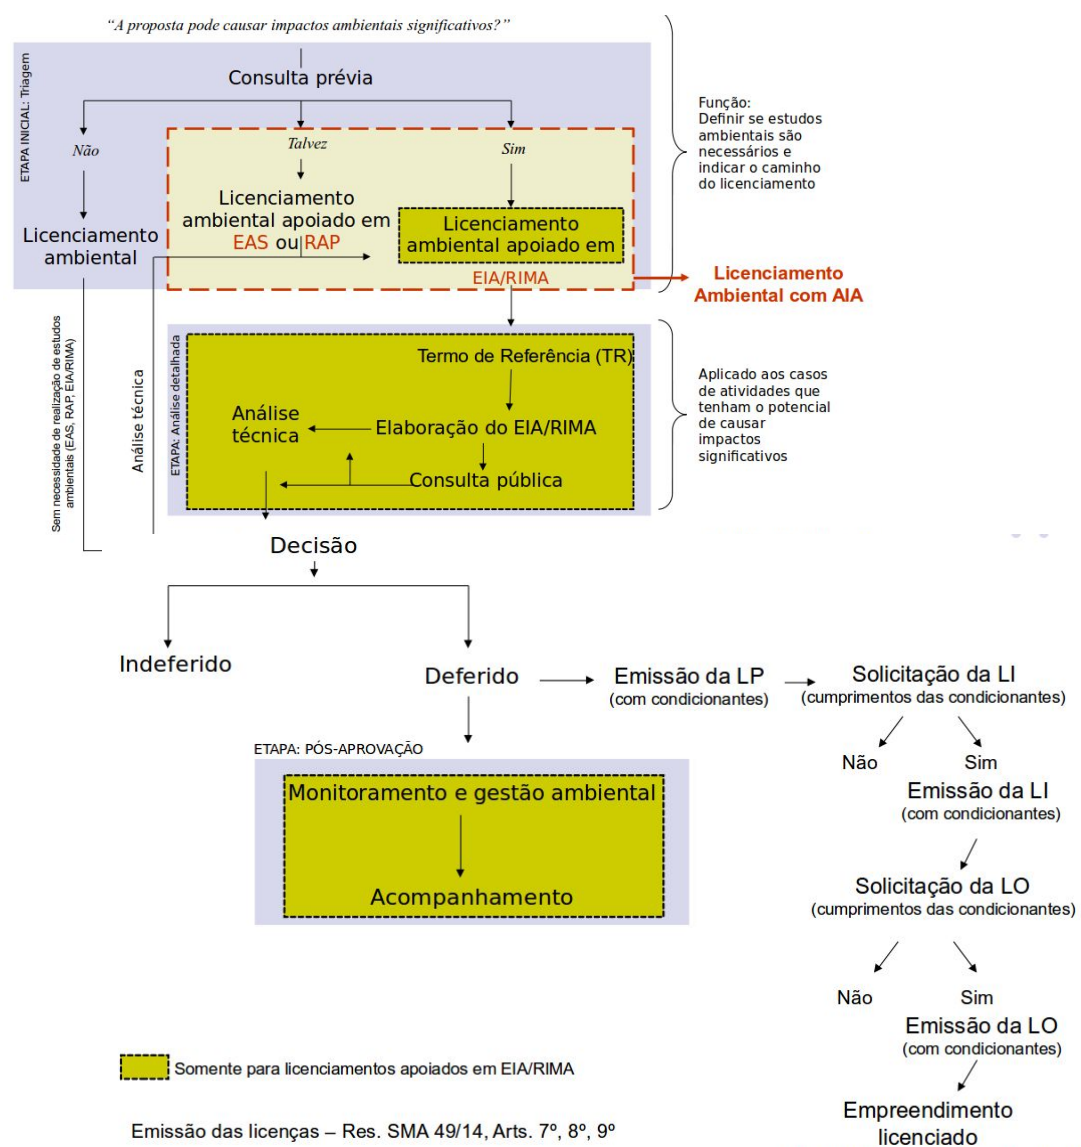 “A proposta pode causar impactos ambientais significativos?”
ETAPA INICIAL: Triagem
Consulta prévia
Não
Talvez
Sim
Licenciamento
ambiental
Licenciamento
ambiental apoiado em
EAS ou RAP
Licenciamento
ambiental apoiado em
EIA/RIMA
Função:
Definir se estudos
ambientais são
necessários e
indicar o caminho
do licenciamento
Licenciamento
Ambiental com AIA
Sem necessidade de realização de estudos
ambientais (EAS, RAP, EIA/RIMA)
Análise técnica
ETAPA: Análise detalhada
Termo de Referência (TR)
Análise
técnica
Elaboração do EIA/RIMA
Consulta pública
Aplicado aos casos
de atividades que
tenham o potencial
de causar
impactos
significativos
Decisão
Indeferido
Deferido
Emissão da LP
(com condicionantes)
Solicitação da LI
(cumprimentos das condicionantes)
Não
Sim
Emissão da LI
(com condicionantes)
Solicitação da LO
(cumprimentos das condicionantes)
Não
Sim
Emissão da LO
(com condicionantes)
Empreendimento
licenciado
ETAPA: PÓS-APROVAÇÃO
Monitoramento e gestão ambiental
Acompanhamento
Somente para licenciamentos apoiados em EIA/RIMA
Emissão das licenças – Res. SMA 49/14, Arts. 7º, 8º, 9º